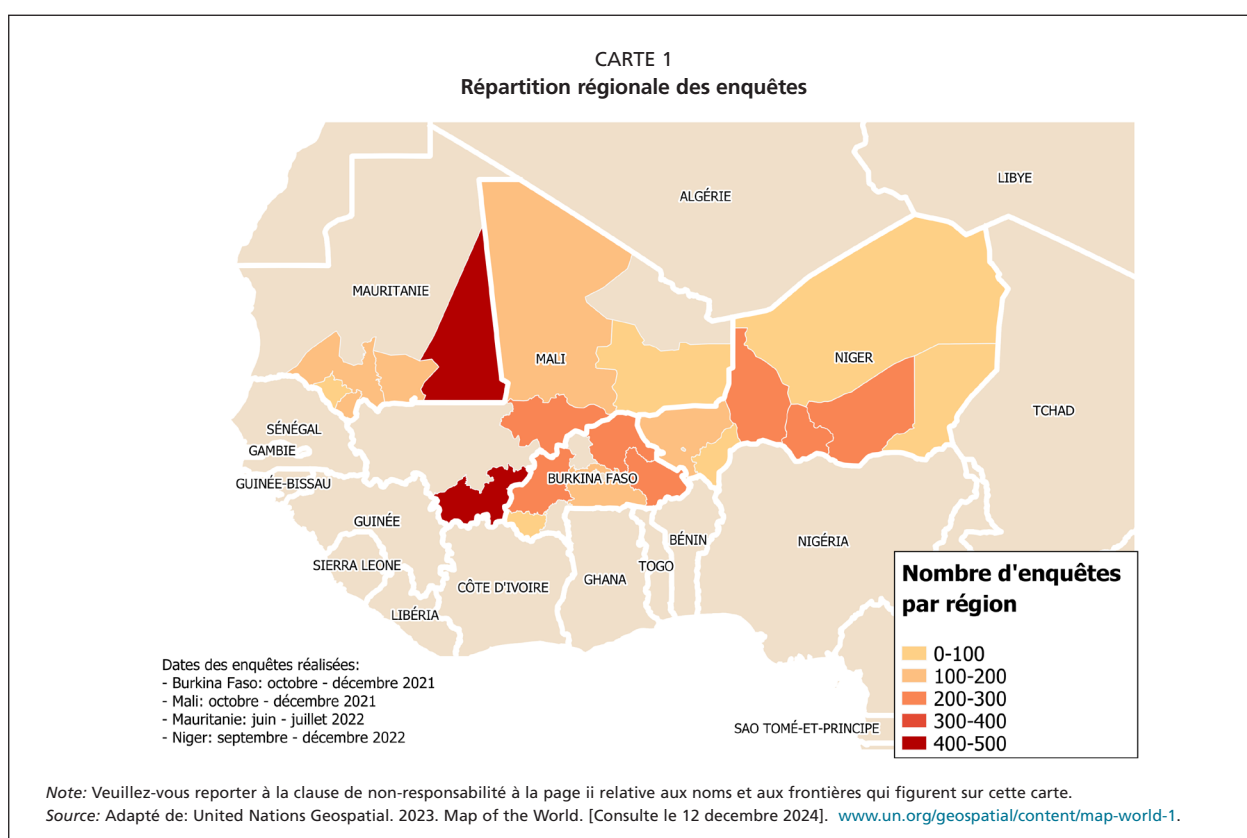 CARTE 1
Répartition régionale des enquêtes
LIBYE
ALGÉRIE
MAURITANIE
MALI
NIGER
TCHAD
SÉNÉGAL
GAMBIE
GUINÉE-BISSAU
BURKINA FASO
GUINÉE
BÉNIN
NIGÉRIA
SIERRA LEONE
CÔTE D'IVOIRE
GHANA
TOGO
LIBÉRIA
SAO TOMÉ-ET-PRINCIPE
Nombre d'enquêtes
par région
0-100
100-200
200-300
300-400
400-500
Dates des enquêtes réalisées:
- Burkina Faso: octobre - décembre 2021
- Mali: octobre - décembre 2021
- Mauritanie: juin - juillet 2022
- Niger: septembre - décembre 2022
Note: Veuillez-vous reporter à la clause de non-responsabilité à la page ii relative aux noms et aux frontières qui figurent sur cette carte.
Source: Adapté de: United Nations Geospatial. 2023. Map of the World. [Consulte le 12 decembre 2024]. www.un.org/geospatial/content/map-world-1.